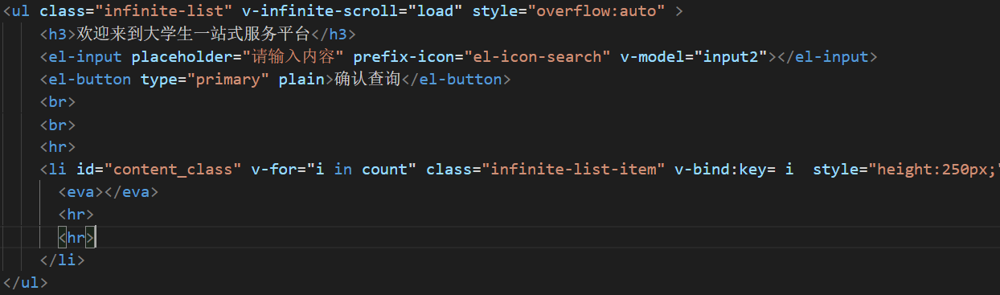 <ul class="infinite-list" v-infinite-scroll="load" style="overflow:auto" >
<h3>欢迎来到大学生一站式服务平台</h3>
<el-input placeholder="请输入内容" prefix-icon="el-icon-search" v-model="input2"></el-input>
<el-button type="primary" plain>确认查询</el-button>
<br>
<br>
<hr>
<li id="content_class" v-for="i in count" class="infinite-list-item" v-bind:key= i  style="height:250px;"
<eva></eva>
<hr>
<hr>
</li>
</ul>